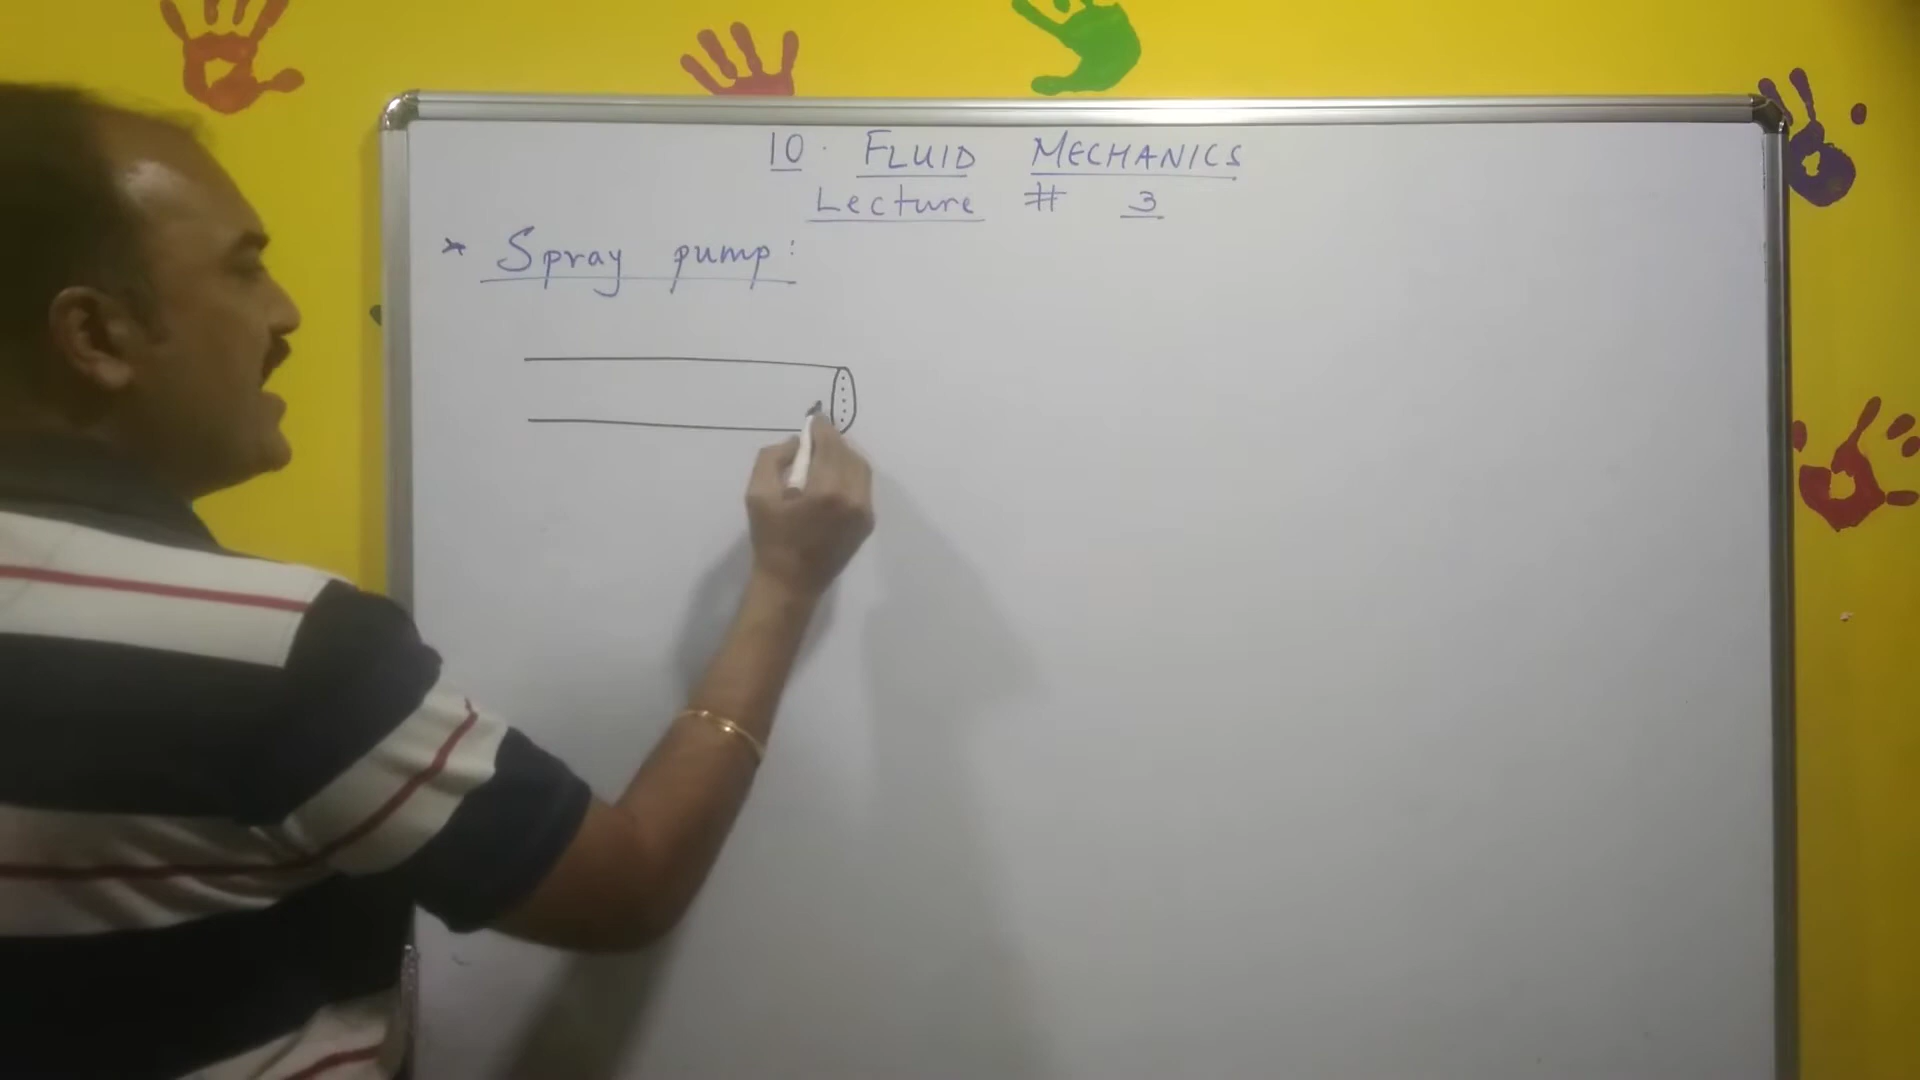 10. FLUID MECHANICS
Lecture # 3
* Spray pump: